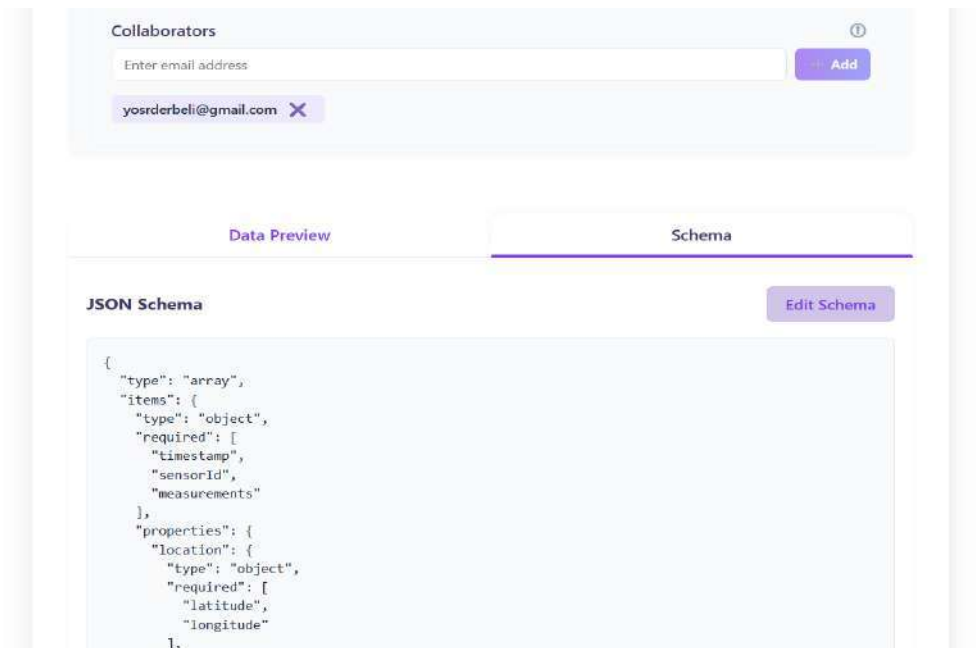 Collaborators
Enter email address
+ Add
yosrderbeli@gmail.com X
Data Preview
Schema
JSON Schema
Edit Schema
{
"type": "array",
"items": {
"type": "object",
"required": [
"timestamp",
"sensorId",
"measurements"
],
"properties": {
"location": {
"type": "object",
"required": [
"latitude",
"longitude"
],